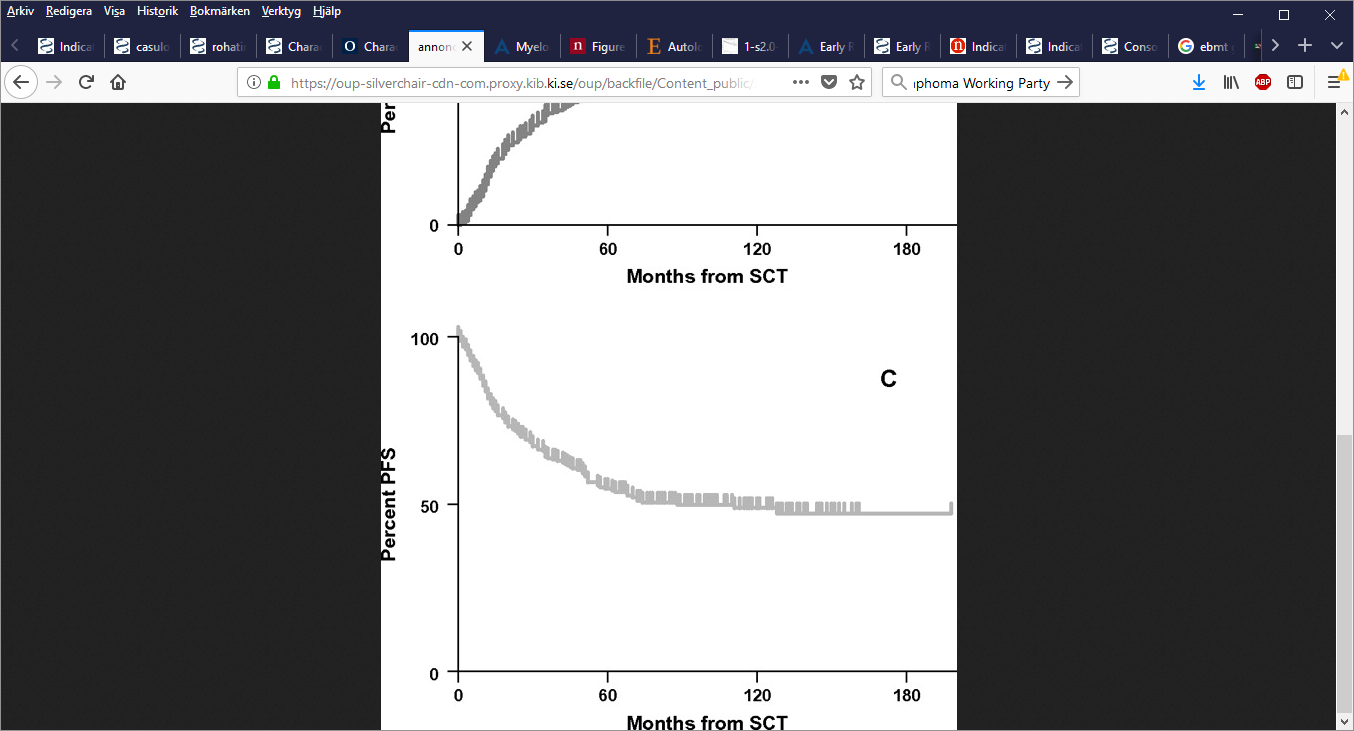 Arkiv Redigera Visa Historik Bokmärken Verktyg Hjälp
Indica casulo rohati Charac Chara annonc Myelo Figure Autolo 1-s2.0- Early R Early R Indica Indica Conso ebmt
https://oup-silverchair-cdn-com.proxy.kib.ki.se/oup/backfile/Content_public/ phoma Working Party ABP
Per
0
0 60 120 180
Months from SCT
100
C
Percent PFS
50
0
0 60 120 180
Months from SCT